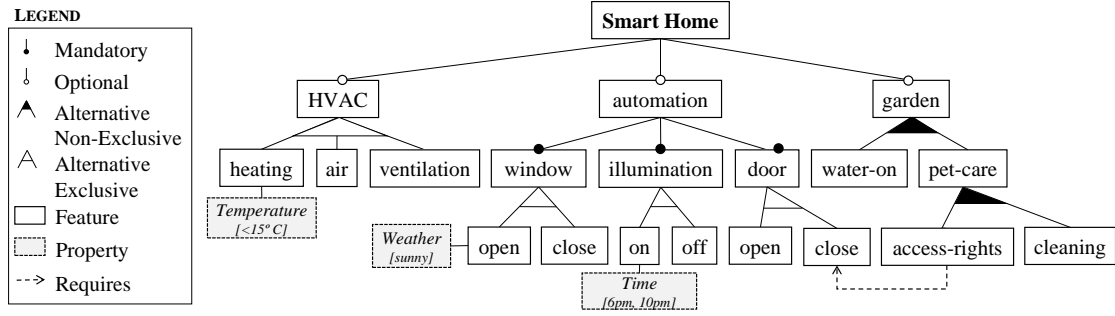 LEGEND
Mandatory
Optional
Alternative
Non-Exclusive
Alternative
Exclusive
Feature
Property
Requires
Smart Home
HVAC
automation
garden
heating
air
ventilation
window
illumination
door
water-on
pet-care
Temperature
[<15º C]
Weather
[sunny]
open
close
on
off
open
close
access-rights
cleaning
Time
[6pm, 10pm]